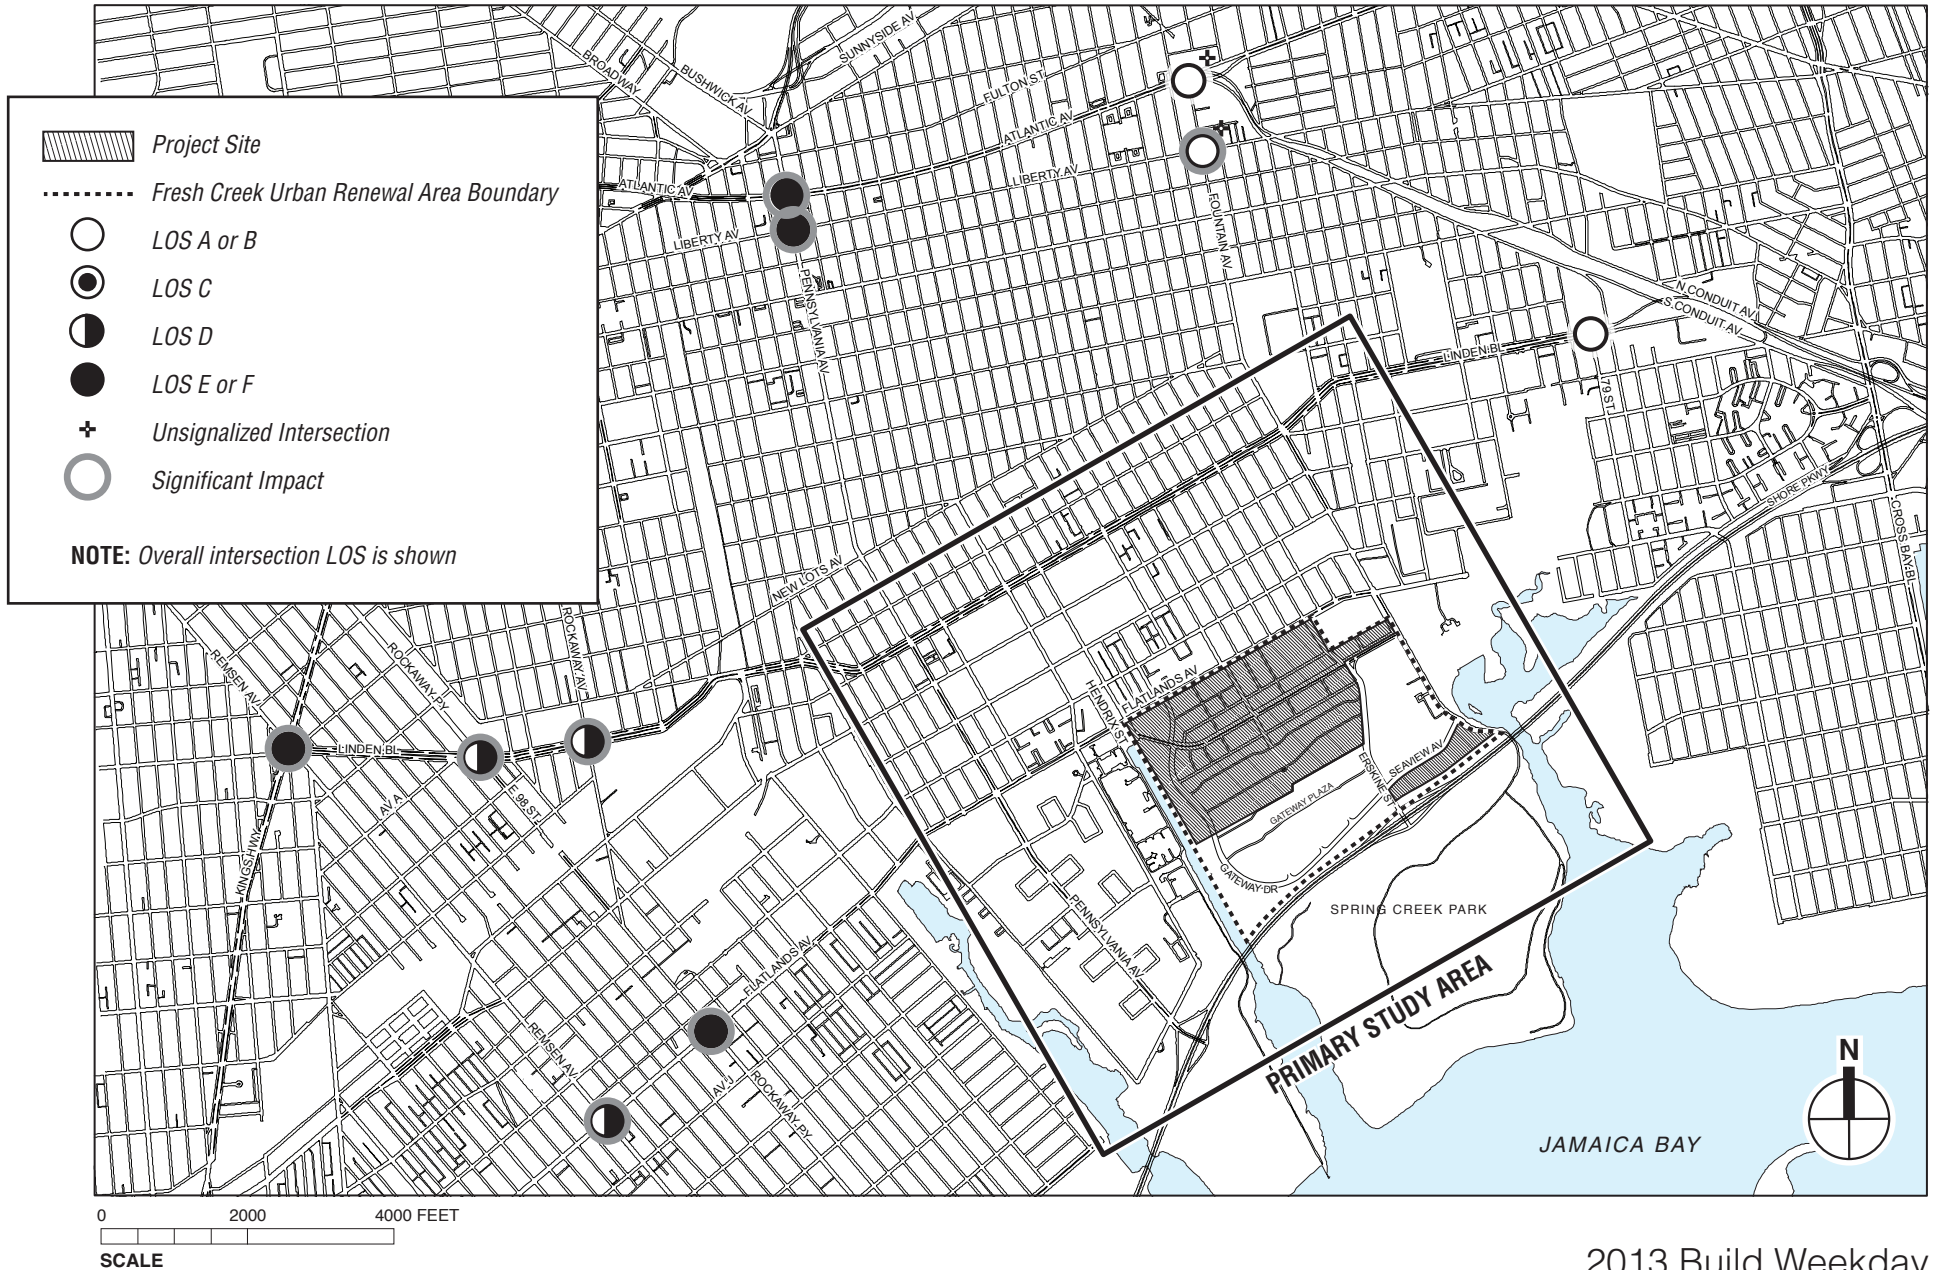 SUNNYSIDE AV
BROADWAY
BUSHWICK AV
FULTON ST
ATLANTIC AV
LIBERTY AV
ATLANTIC AV
LIBERTY AV
FOUNTAIN AV
PENNSYLVANIA AV
N CONDUIT AV
S CONDUIT AV
LINDEN BL
79 ST
SHORE PKWY
CROSS BAY BL
Project Site
Fresh Creek Urban Renewal Area Boundary
LOS A or B
LOS C
LOS D
LOS E or F
Unsignalized Intersection
Significant Impact
NOTE: Overall intersection LOS is shown
NEW LOTS AV
ROCKAWAY AV
ROCKAWAY PY
REMSEN AV
LINDEN BL
AV A
E 98 ST
KINGS HWY
HENDRIX S
FLATLANDS AV
ERSKINE S
SEAVIEW AV
GATEWAY PLAZA
GATEWAY DR
SPRING CREEK PARK
PENNSYLVANIA AV
FLATLANDS AV
REMSEN AV
AV J
ROCKAWAY PY
PRIMARY STUDY AREA
JAMAICA BAY
N
0 2000 4000 FEET
SCALE
2013 Build Weekday